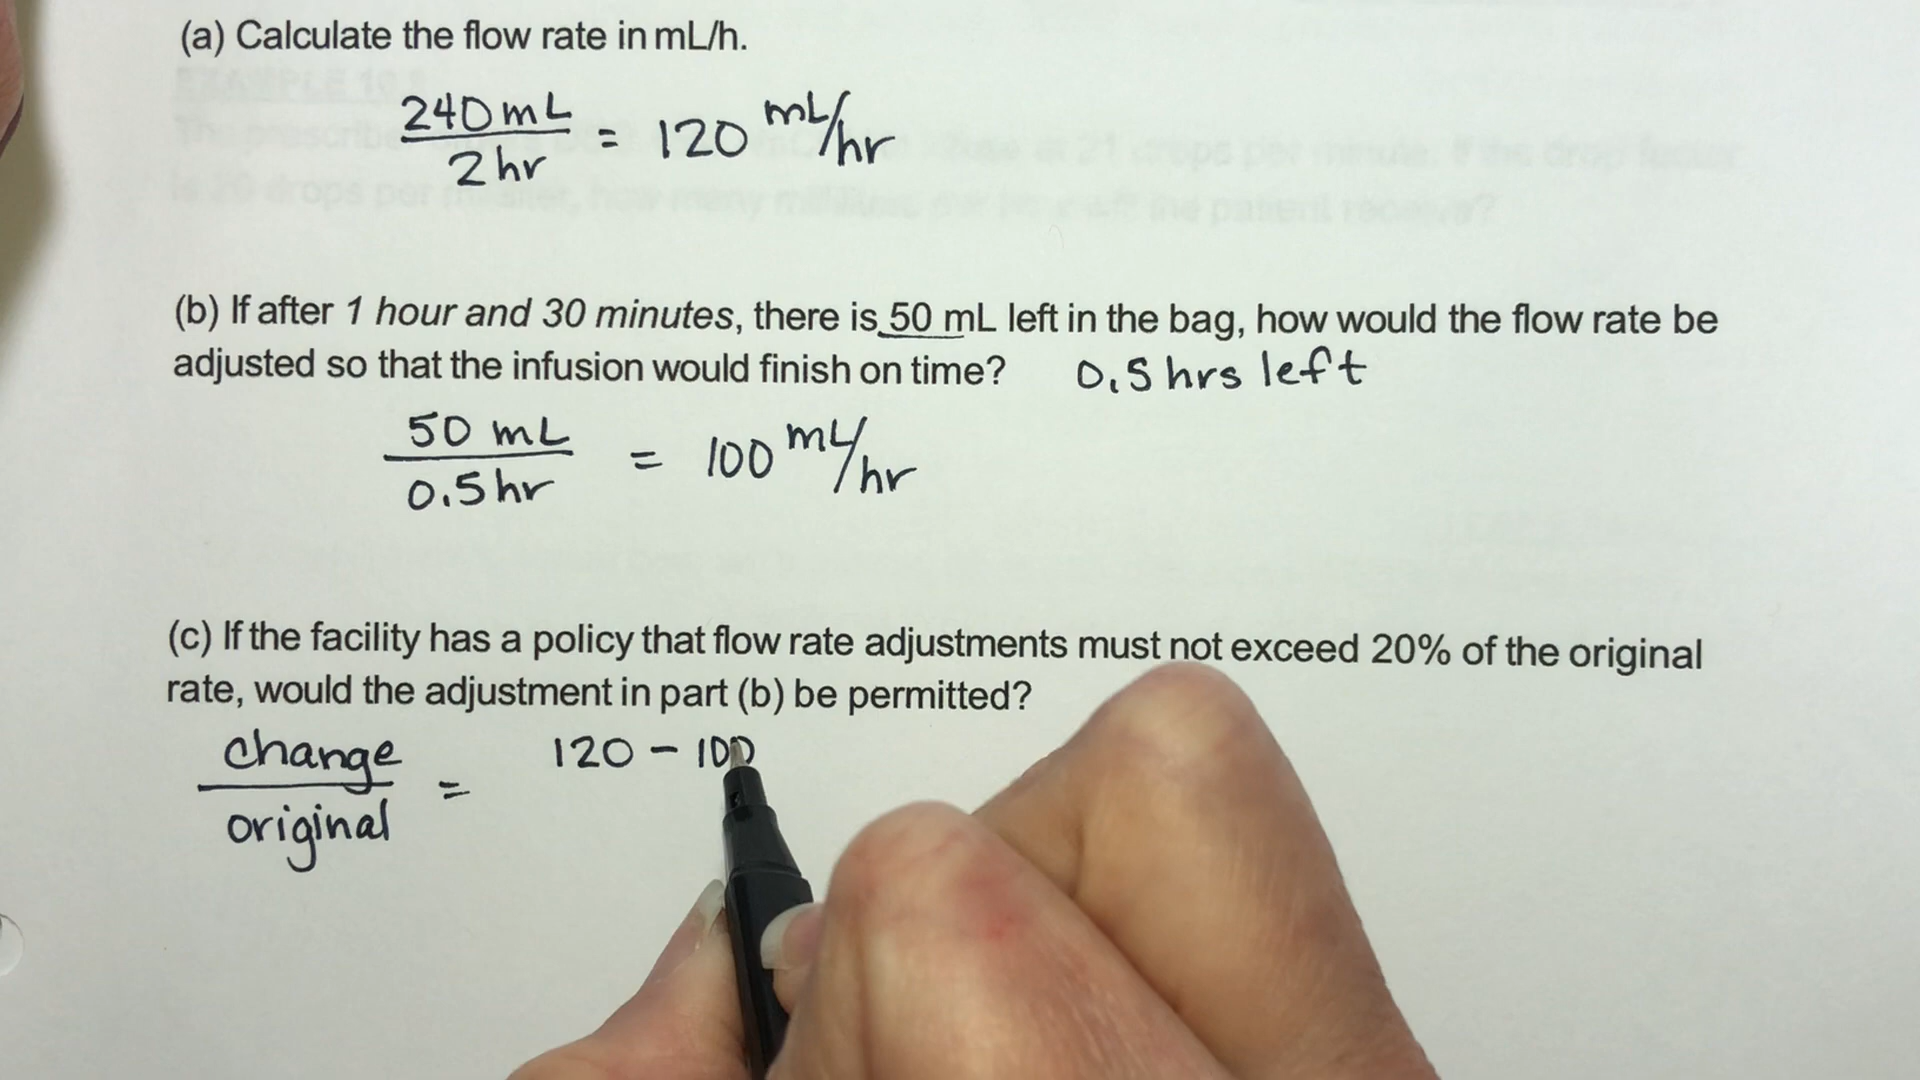 (a) Calculate the flow rate in mL/h.
240 mL
2 hr
= 120 mL/hr
(b) If after 1 hour and 30 minutes, there is 50 mL left in the bag, how would the flow rate be
adjusted so that the infusion would finish on time? 0.5 hrs left
50 mL
0.5 hr
= 100 mL/hr
(c) If the facility has a policy that flow rate adjustments must not exceed 20% of the original
rate, would the adjustment in part (b) be permitted?
change
original
= 120 - 100